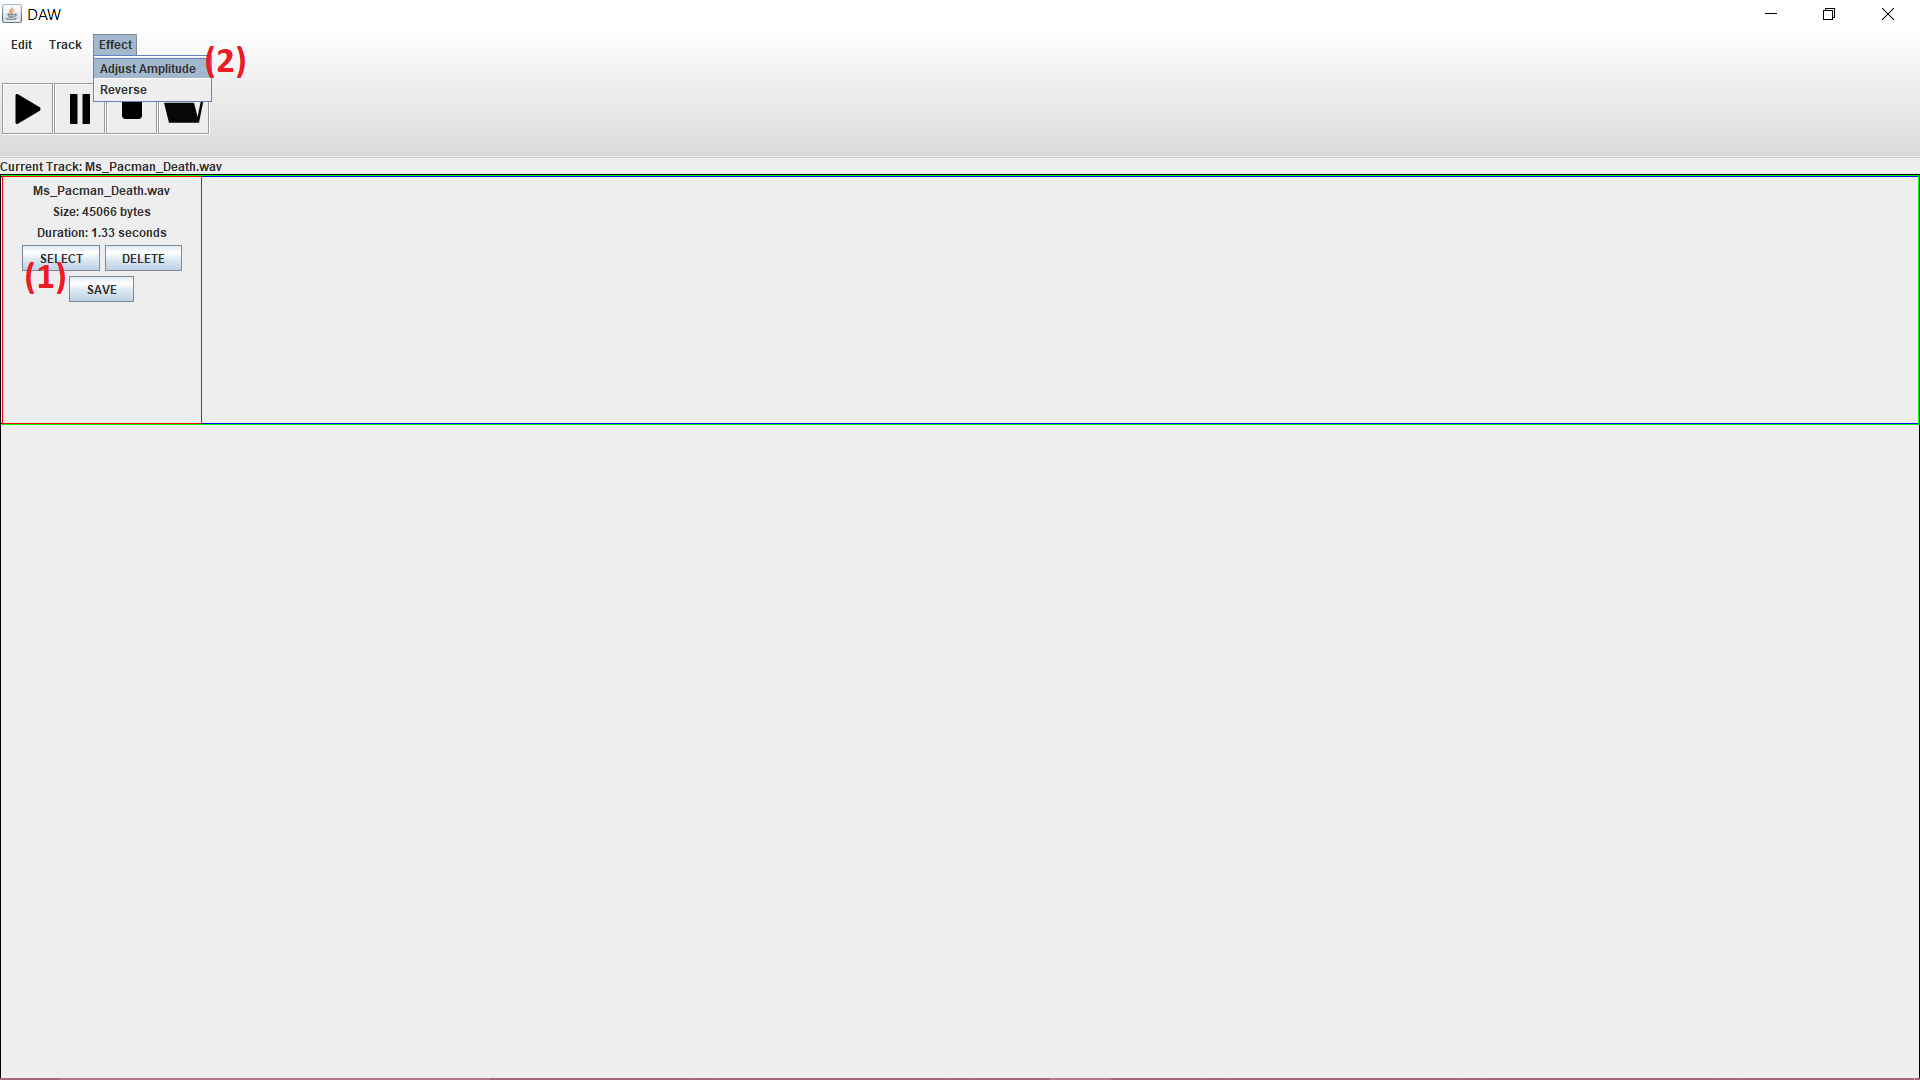 DAW
Edit Track Effect
(2)
Adjust Amplitude
Reverse
Current Track: Ms_Pacman_Death.wav
Ms_Pacman_Death.wav
Size: 45066 bytes
Duration: 1.33 seconds
SELECT DELETE
(1)
SAVE